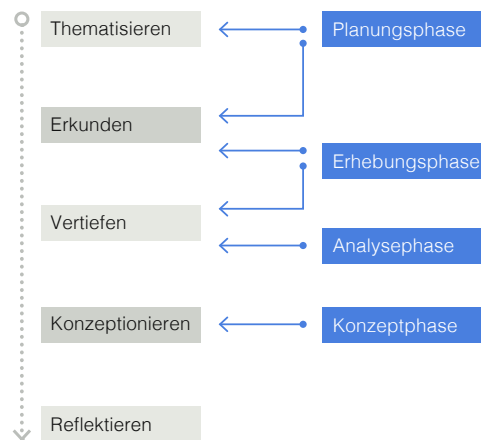 Thematisieren
Planungsphase
Erkunden
Erhebungsphase
Vertiefen
Analysephase
Konzeptionieren
Konzeptphase
Reflektieren